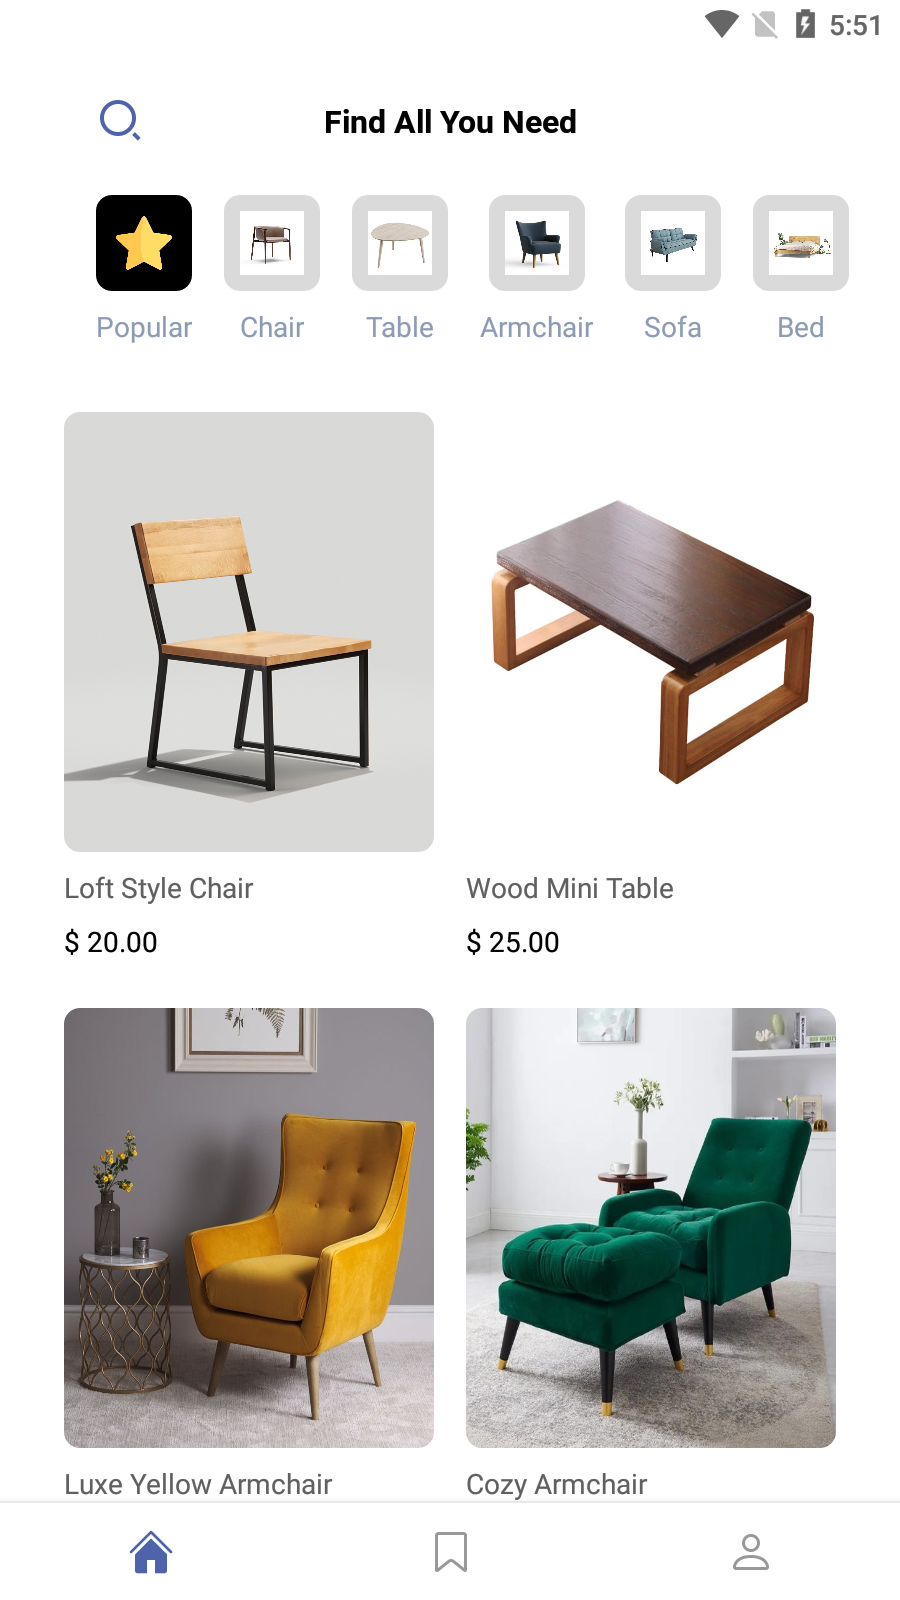 5:51
Find All You Need
Popular
Chair
Table
Armchair
Sofa
Bed
Loft Style Chair
Wood Mini Table
$ 20.00
$ 25.00
Luxe Yellow Armchair
Cozy Armchair